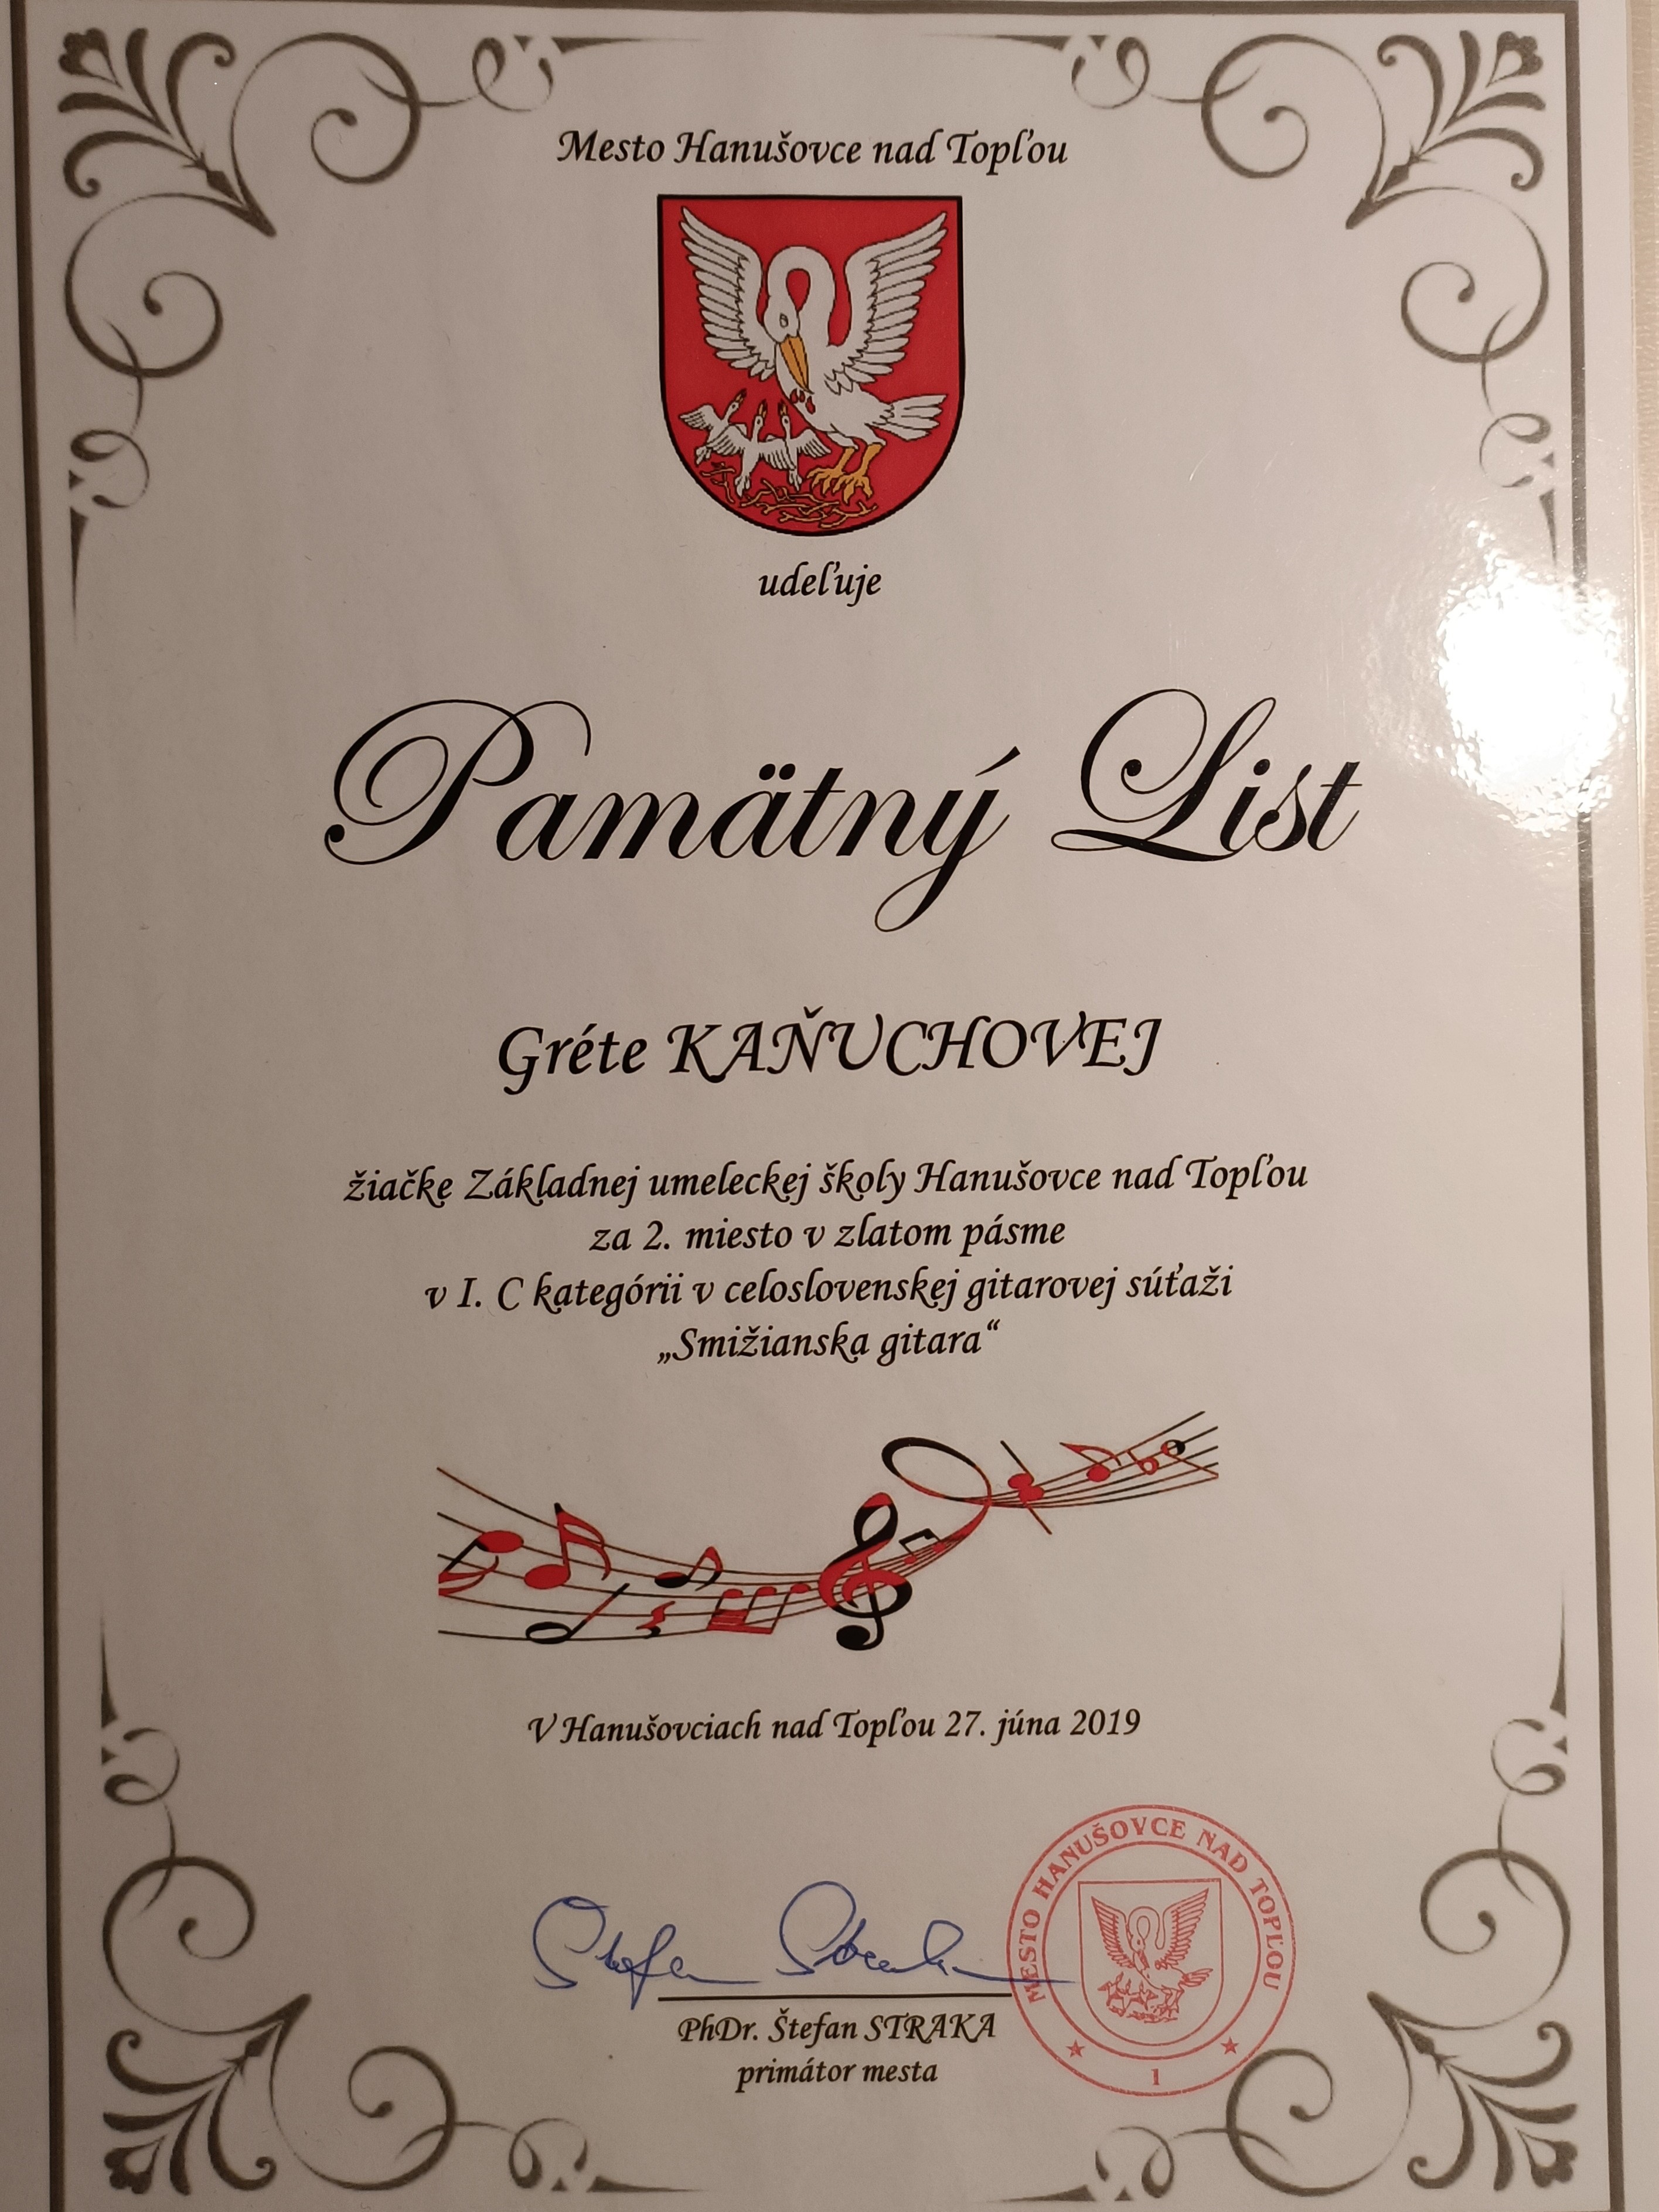 Mesto Hanušovce nad Topľou
udeľuje
Pamätný List
Gréte KAŇUCHOVEJ
žiačke Základnej umeleckej školy Hanušovce nad Topľou
za 2. miesto v zlatom pásme
v I. C kategórii v celoslovenskej gitarovej súťaži
„Smižianska gitara“
V Hanušovciach nad Topľou 27. júna 2019
Štefan Straka
PhDr. Štefan STRAKA
primátor mesta
MESTO HANUŠOVCE NAD TOPĽOU
1